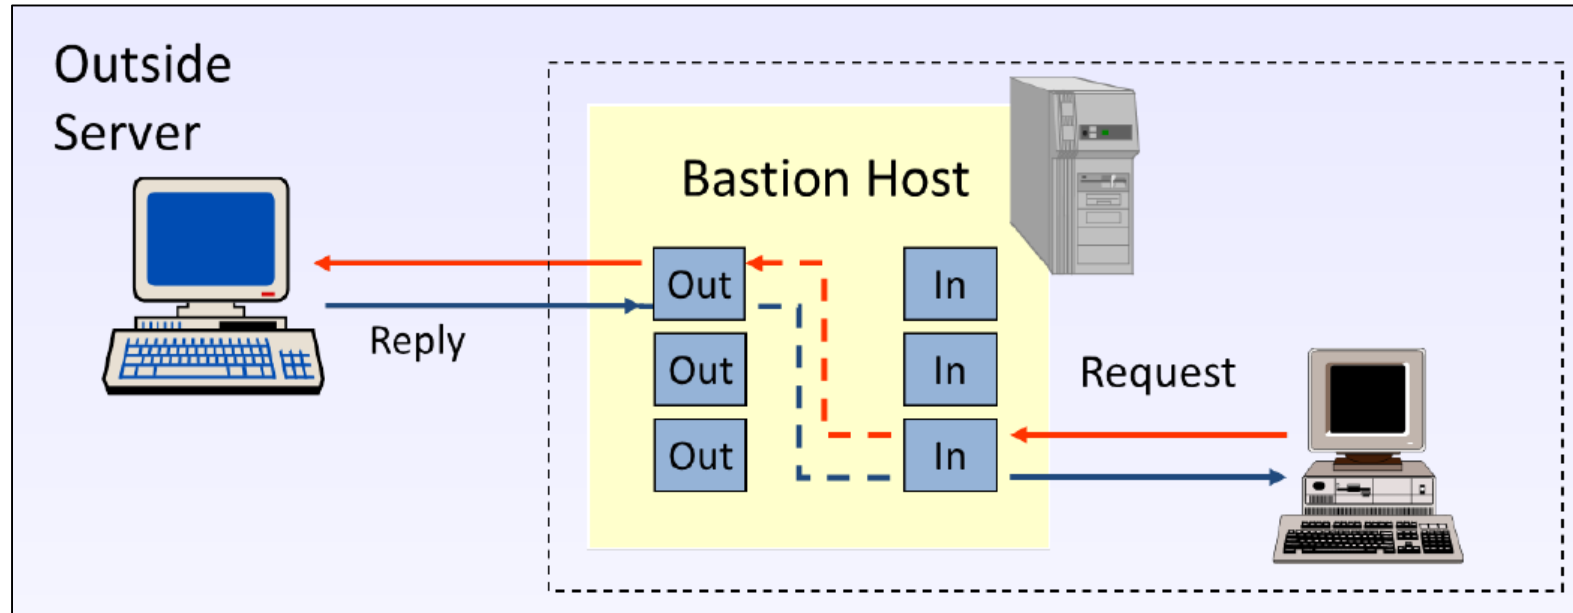 Outside
Server
Bastion Host
Out
In
Reply
Out
In
Request
Out
In